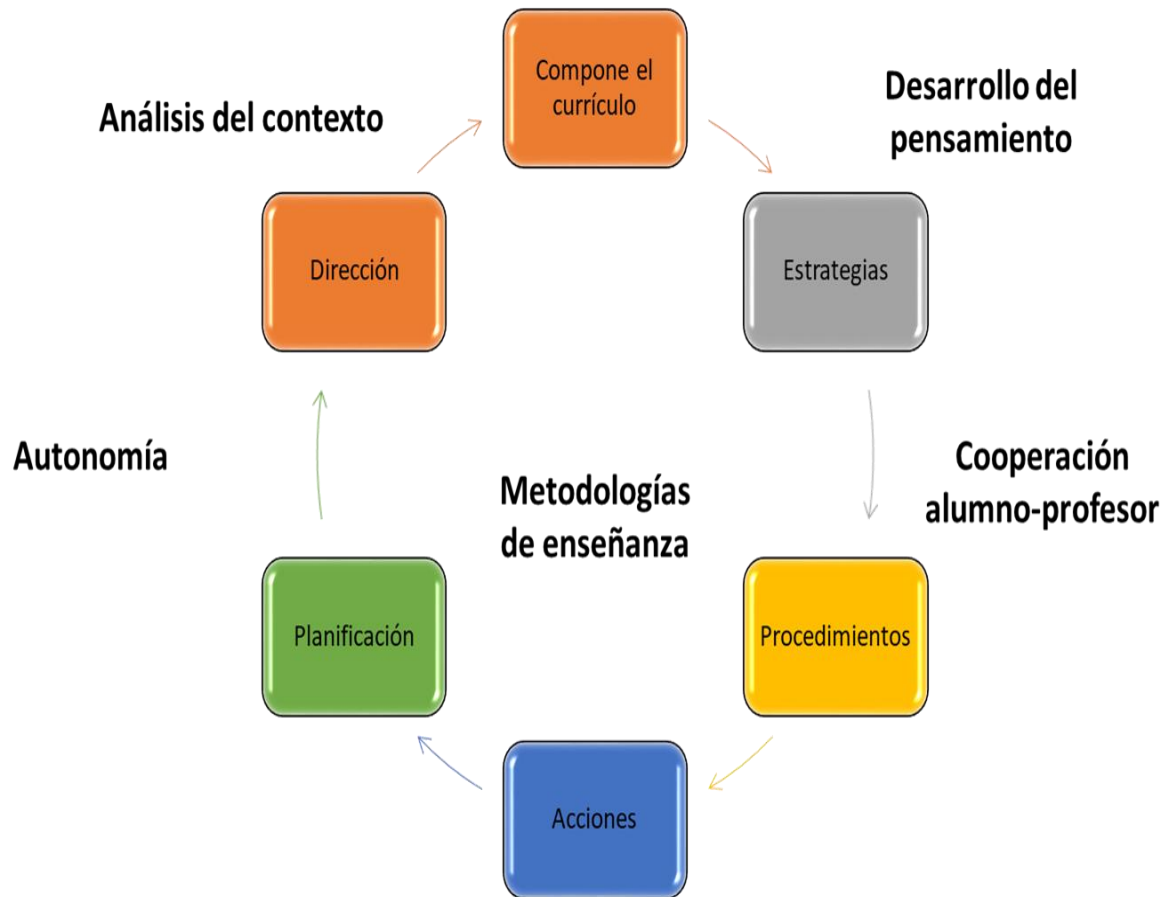 Compone el
currículo
Análisis del contexto
Desarrollo del
pensamiento
Dirección
Estrategias
Autonomía
Metodologías
de enseñanza
Cooperación
alumno-profesor
Planificación
Procedimientos
Acciones